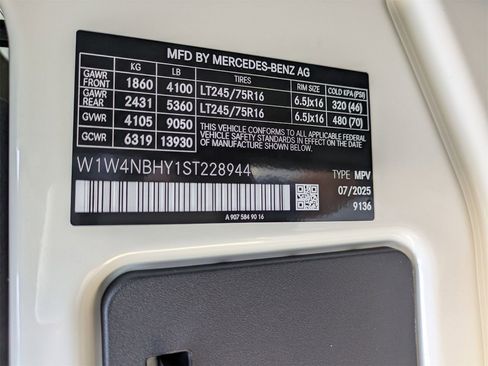 MFD BY MERCEDES-BENZ AG
KG LB TIRES RIM SIZE COLD KPA (PSI)
GAWR FRONT 1860 4100 LT245/75R16 6.5Jx16 320 (46)
GAWR REAR 2431 5360 LT245/75R16 6.5Jx16 480 (70)
GVWR 4105 9050
GCWR 6319 13930
THIS VEHICLE CONFORMS TO ALL APPLICABLE
FEDERAL MOTOR VEHICLE SAFETY STANDARDS IN
EFFECT ON THE DATE OF MANUFACTURE SHOWN ABOVE.
W1W4NBHY1ST228944
TYPE MPV
07/2025
9136
A 907 584 90 16